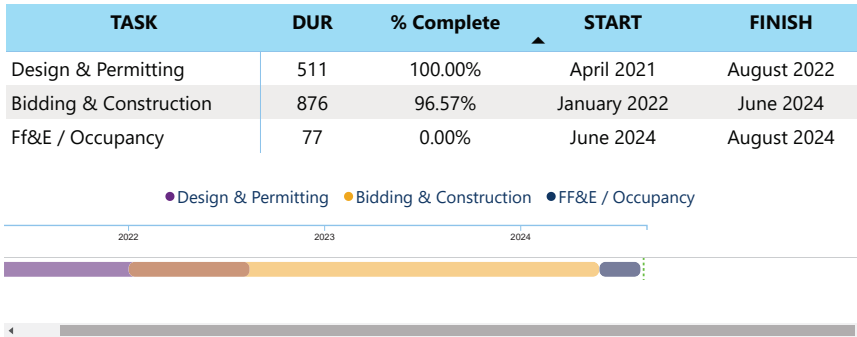 TASK DUR % Complete START FINISH
Design & Permitting 511 100.00% April 2021 August 2022
Bidding & Construction 876 96.57% January 2022 June 2024
Ff&E / Occupancy 77 0.00% June 2024 August 2024
Design & Permitting Bidding & Construction FF&E / Occupancy
2022 2023 2024